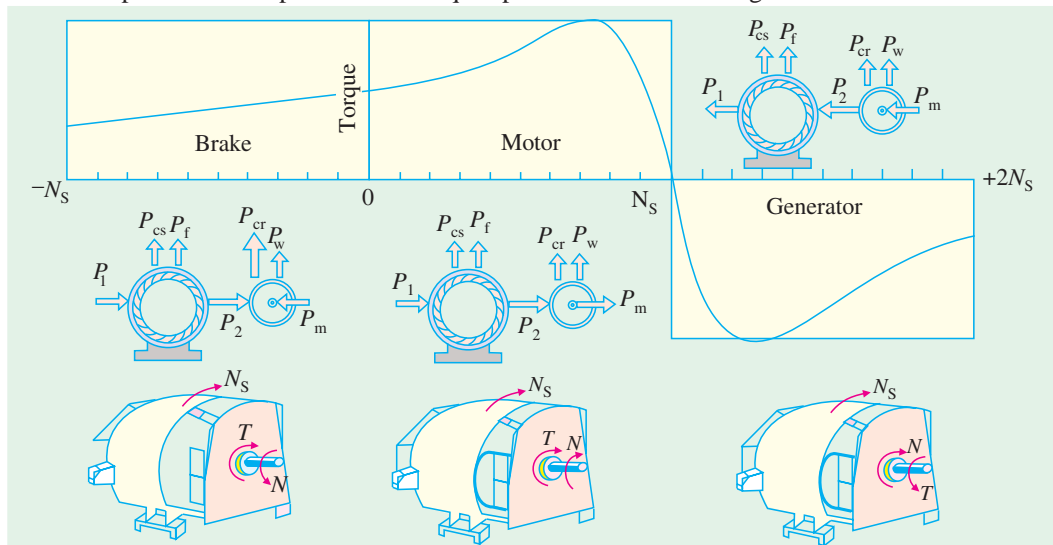 P_cs P_f
P_cr P_w
P_1
P_2
P_m
Torque
Brake
Motor
−N_S
0
N_S
+2N_S
Generator
P_cs P_f
P_cr
P_w
P_1
P_2
P_m
P_cs P_f
P_cr P_w
P_1
P_2
P_m
N_S
T
N
N_S
T N
N_S
N
T